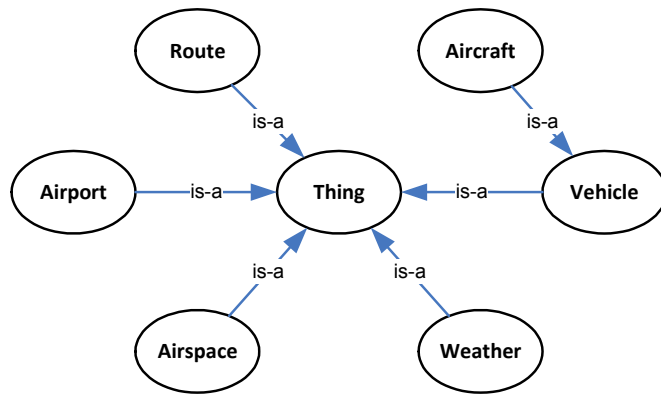 Route
Aircraft
is-a
is-a
Airport
is-a
Thing
is-a
Vehicle
is-a
is-a
Airspace
Weather